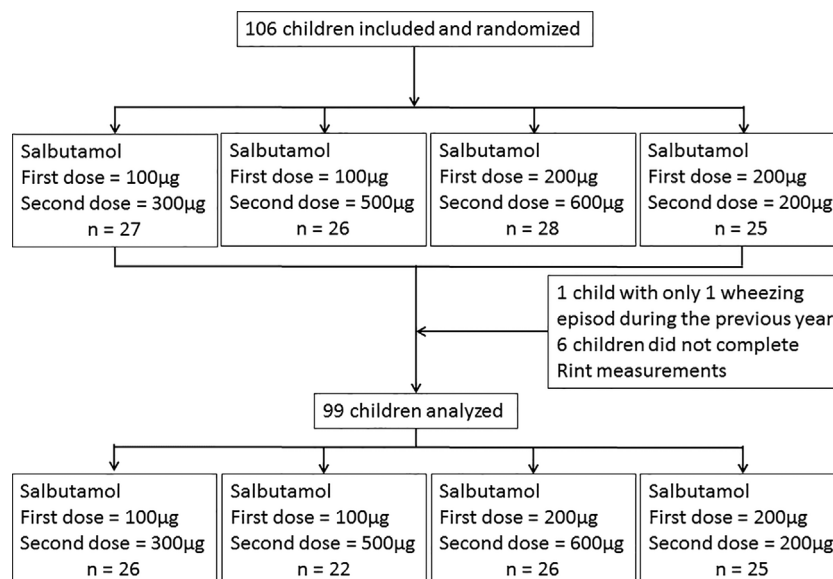 106 children included and randomized
Salbutamol
First dose = 100µg
Second dose = 300µg
n = 27
Salbutamol
First dose = 100µg
Second dose = 500µg
n = 26
Salbutamol
First dose = 200µg
Second dose = 600µg
n = 28
Salbutamol
First dose = 200µg
Second dose = 200µg
n = 25
1 child with only 1 wheezing
episod during the previous year
6 children did not complete
Rint measurements
99 children analyzed
Salbutamol
First dose = 100µg
Second dose = 300µg
n = 26
Salbutamol
First dose = 100µg
Second dose = 500µg
n = 22
Salbutamol
First dose = 200µg
Second dose = 600µg
n = 26
Salbutamol
First dose = 200µg
Second dose = 200µg
n = 25